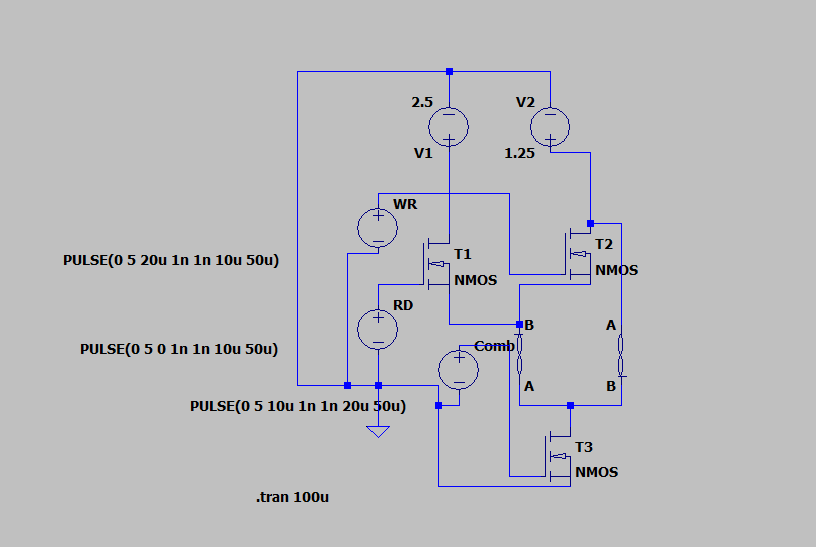 2.5
V2
V1
1.25
WR
T2
PULSE(0 5 20u 1n 1n 10u 50u)
T1
NMOS
NMOS
RD
B
A
PULSE(0 5 0 1n 1n 10u 50u)
Comb
A
B
PULSE(0 5 10u 1n 1n 20u 50u)
T3
NMOS
.tran 100u